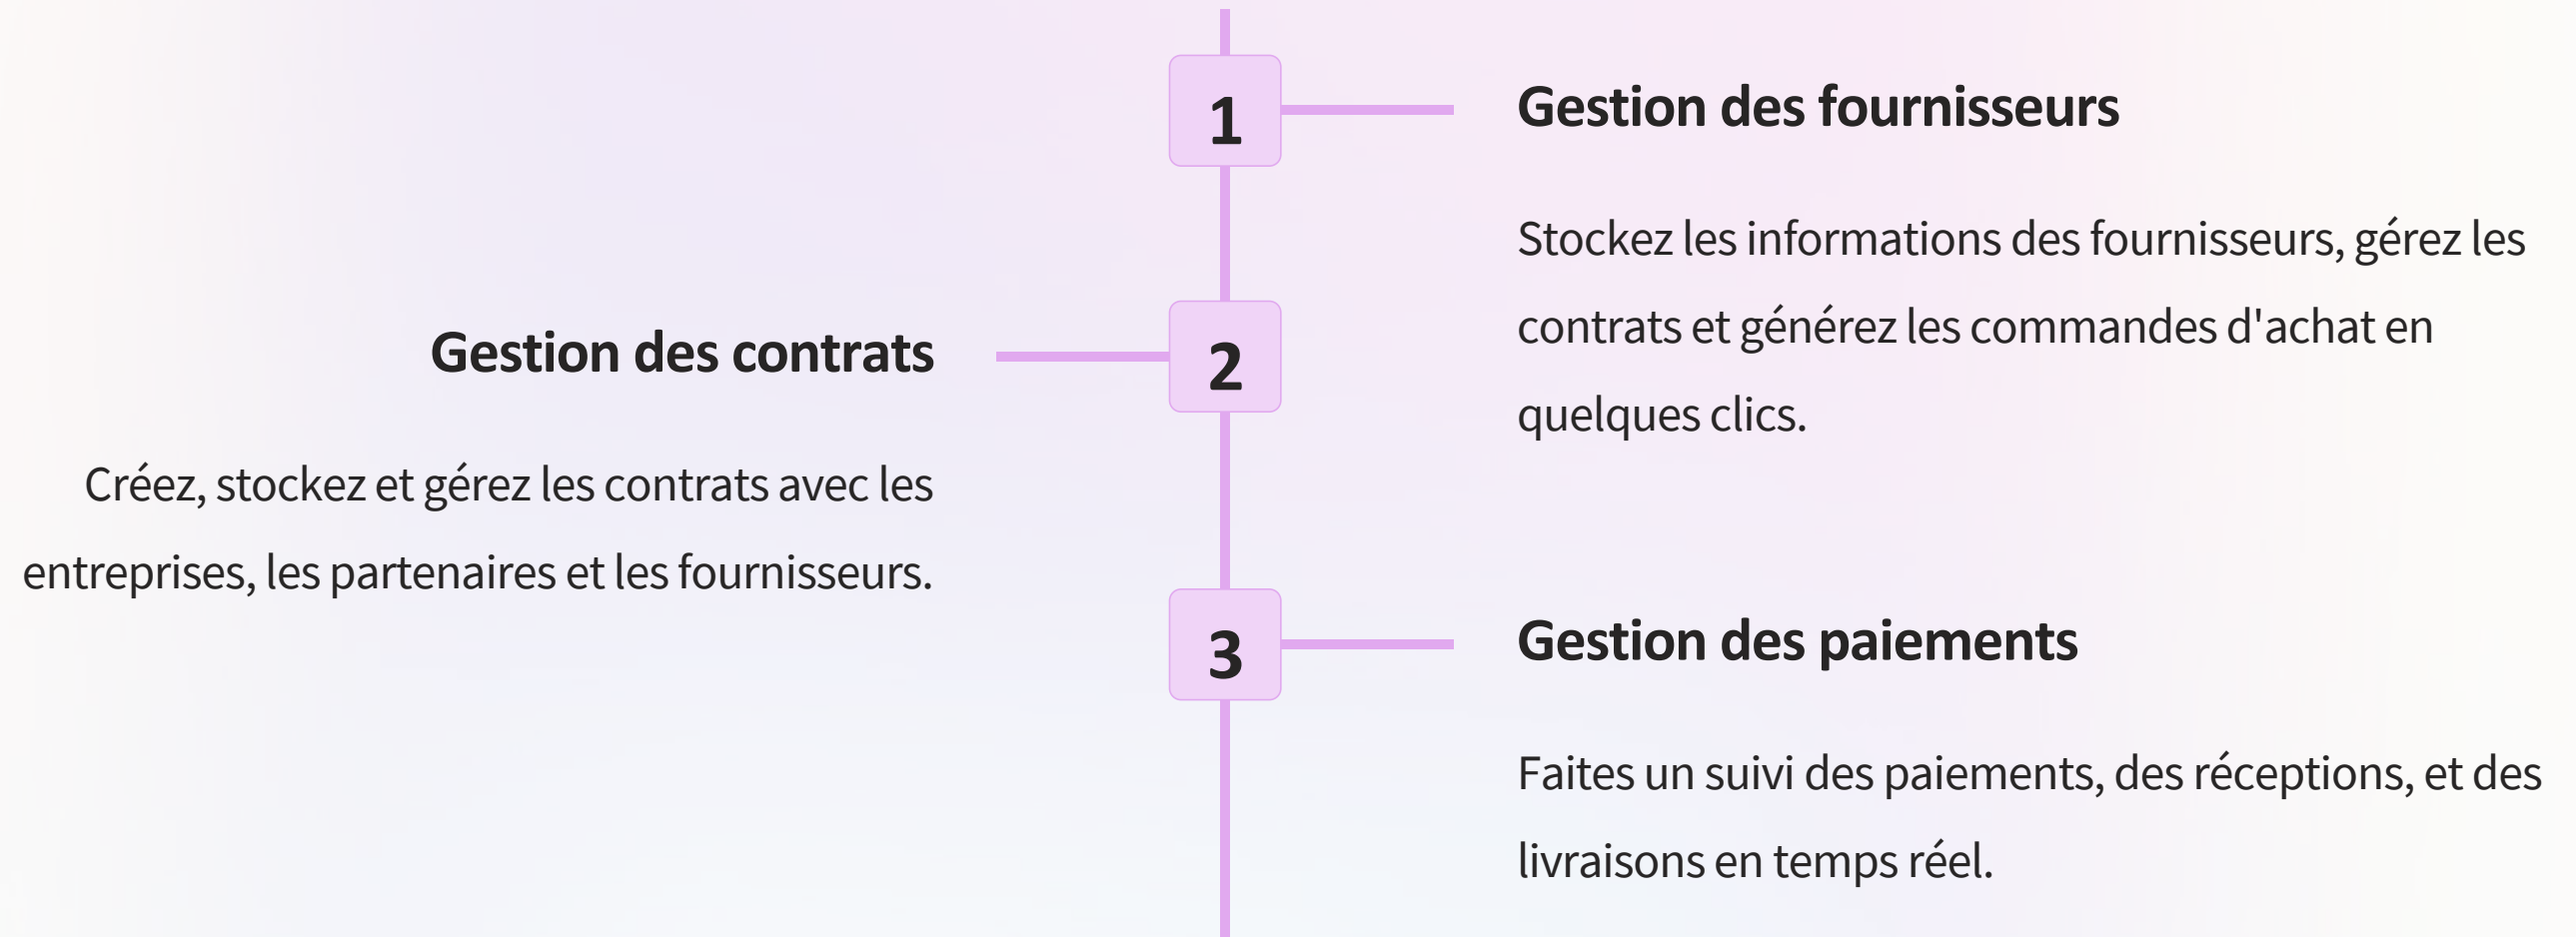 1
Gestion des fournisseurs
Stockez les informations des fournisseurs, gérez les
contrats et générez les commandes d'achat en
quelques clics.
2
Gestion des contrats
Créez, stockez et gérez les contrats avec les
entreprises, les partenaires et les fournisseurs.
3
Gestion des paiements
Faites un suivi des paiements, des réceptions, et des
livraisons en temps réel.